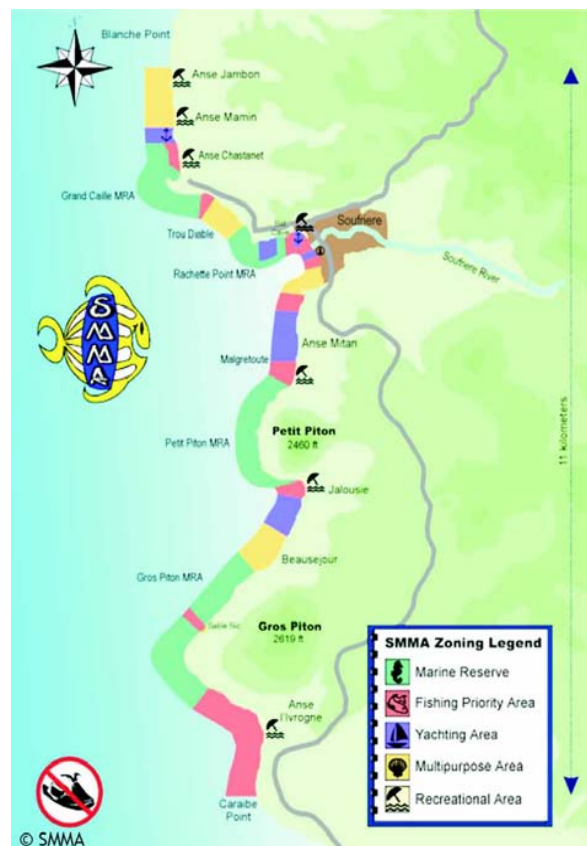 Blanche Point
Anse Jambon
Anse Mamin
Anse Chastanet
Grand Caille MRA
Trou Diable
Soufriere
Rachette Point MRA
Soufriere River
SMMA
Anse Mitan
Malgretoute
Petit Piton
2460 ft
Petit Piton MRA
11 kilometers
Jalousie
Beausejour
Gros Piton MRA
Gros Piton
2619 ft
SMMA Zoning Legend
Marine Reserve
Fishing Priority Area
Yachting Area
Multipurpose Area
Recreational Area
Anse
l'Ivrogne
Caraibe
Point
© SMMA